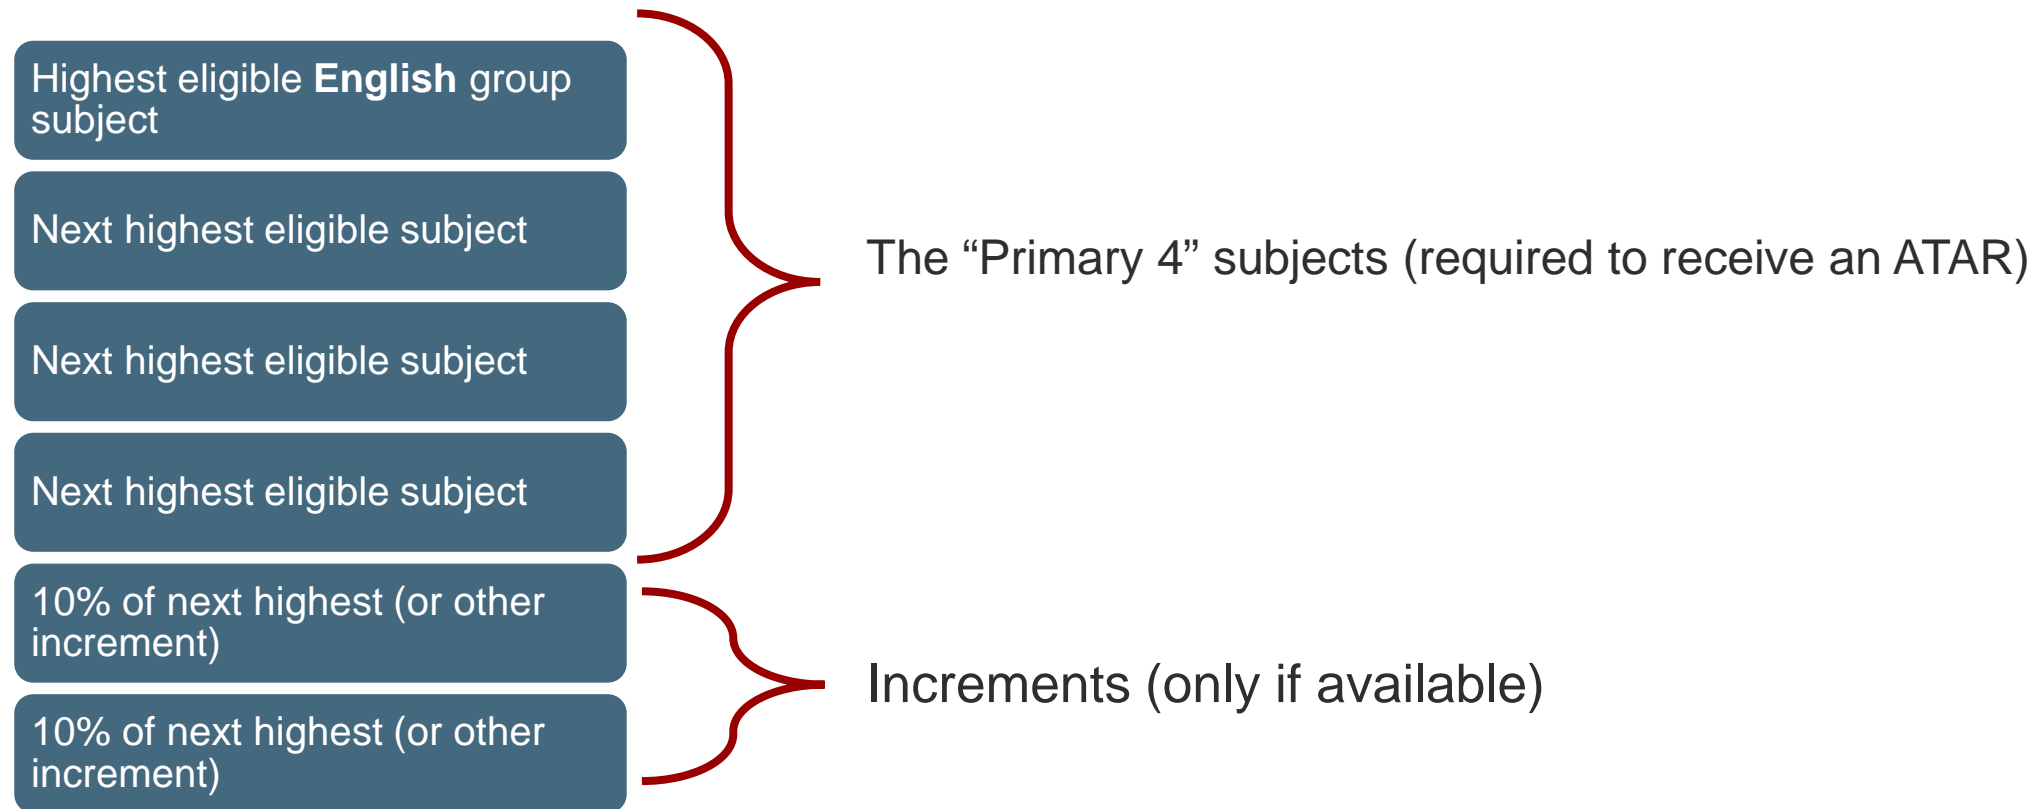 Highest eligible English group
subject
Next highest eligible subject
Next highest eligible subject
Next highest eligible subject
The “Primary 4” subjects (required to receive an ATAR)
10% of next highest (or other
increment)
10% of next highest (or other
increment)
Increments (only if available)